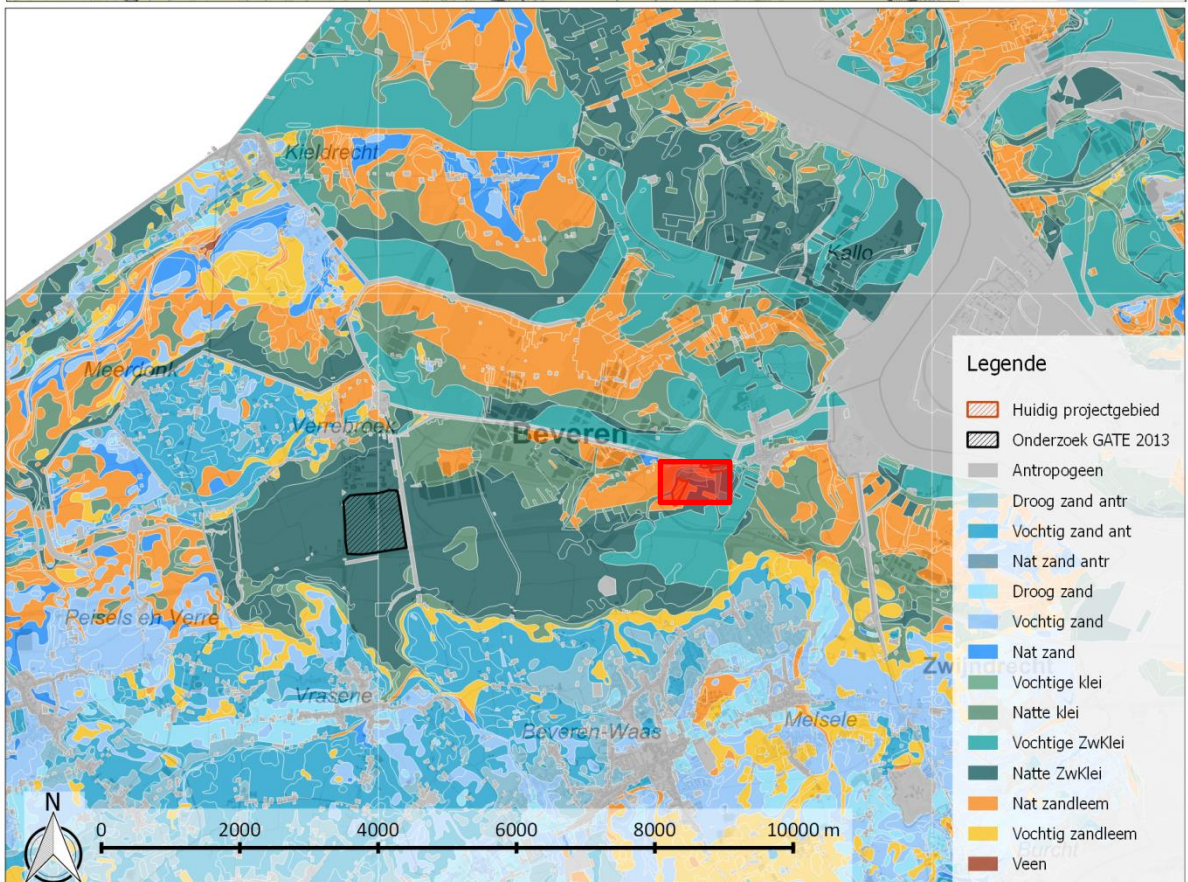 Kieldrecht
Kallo
Meerdonk
Verrebroek
Beveren
Peisels en Verre
Vrasene
Beveren-Waas
Melsele
Zwijndrecht
Burcht
Legende
Huidig projectgebied
Onderzoek GATE 2013
Antropogeen
Droog zand antr
Vochtig zand ant
Nat zand antr
Droog zand
Vochtig zand
Nat zand
Vochtige klei
Natte klei
Vochtige ZwKlei
Natte ZwKlei
Nat zandleem
Vochtig zandleem
Veen
N
0 2000 4000 6000 8000 10000 m